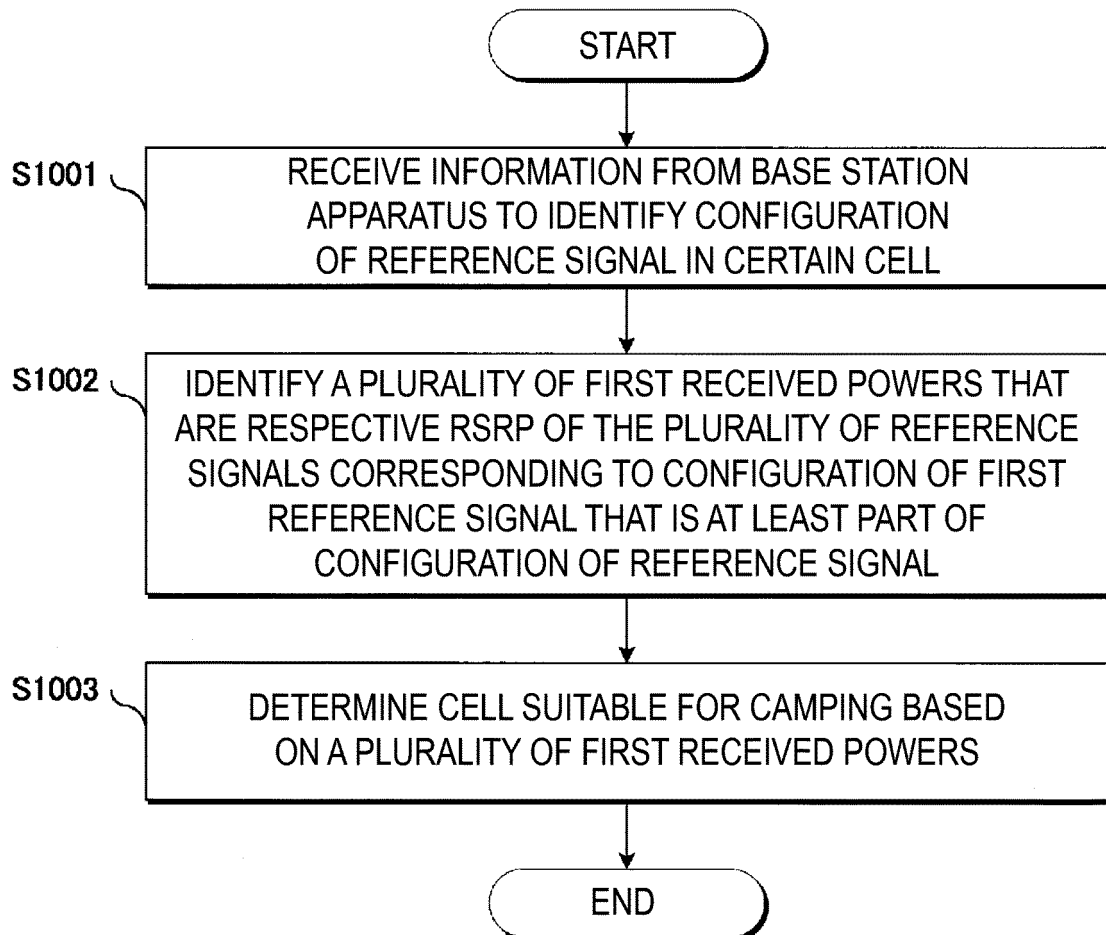 START
S1001
RECEIVE INFORMATION FROM BASE STATION
APPARATUS TO IDENTIFY CONFIGURATION
OF REFERENCE SIGNAL IN CERTAIN CELL
S1002
IDENTIFY A PLURALITY OF FIRST RECEIVED POWERS THAT
ARE RESPECTIVE RSRP OF THE PLURALITY OF REFERENCE
SIGNALS CORRESPONDING TO CONFIGURATION OF FIRST
REFERENCE SIGNAL THAT IS AT LEAST PART OF
CONFIGURATION OF REFERENCE SIGNAL
S1003
DETERMINE CELL SUITABLE FOR CAMPING BASED
ON A PLURALITY OF FIRST RECEIVED POWERS
END